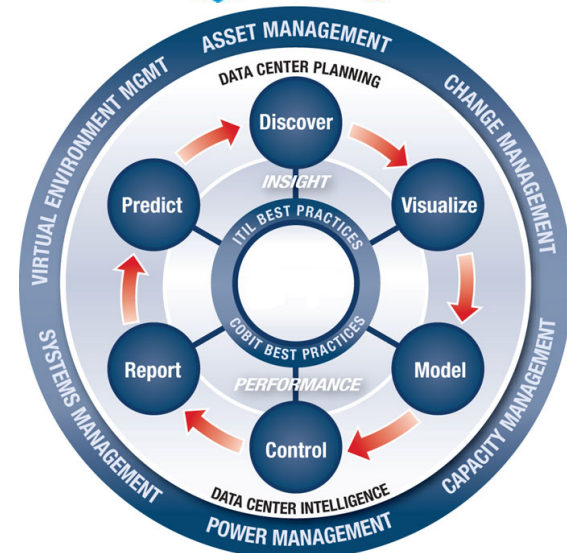 ASSET MANAGEMENT
CHANGE MANAGEMENT
CAPACITY MANAGEMENT
POWER MANAGEMENT
SYSTEMS MANAGEMENT
VIRTUAL ENVIRONMENT MGMT
DATA CENTER PLANNING
Discover
Visualize
Model
Control
Report
Predict
INSIGHT
ITIL BEST PRACTICES
COBIT BEST PRACTICES
PERFORMANCE
DATA CENTER INTELLIGENCE